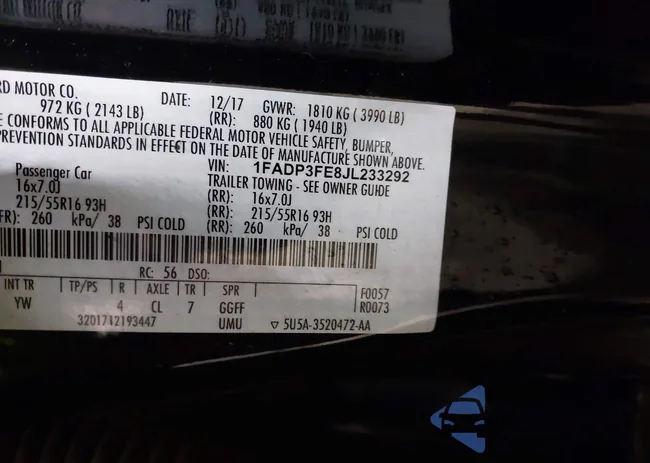 RD MOTOR CO.
DATE: 12/17 GVWR: 1810 KG ( 3990 LB)
972 KG ( 2143 LB) (RR): 880 KG ( 1940 LB)
E CONFORMS TO ALL APPLICABLE FEDERAL MOTOR VEHICLE SAFETY, BUMPER,
PREVENTION STANDARDS IN EFFECT ON THE DATE OF MANUFACTURE SHOWN ABOVE.
VIN: 1FADP3FE8JL233292
Passenger Car TRAILER TOWING - SEE OWNER GUIDE
16x7.0J (RR): 16x7.0J
215/55R16 93H (RR): 215/55R16 93H
FR): 260 kPa/ 38 PSI COLD (RR): 260 kPa/ 38 PSI COLD
RC: 56 DSO:
INT TR TP/PS R AXLE TR SPR F0057
YW 4 CL 7 GGFF R0073
3201712193447 UMU ▽ 5U5A-3520472-AA